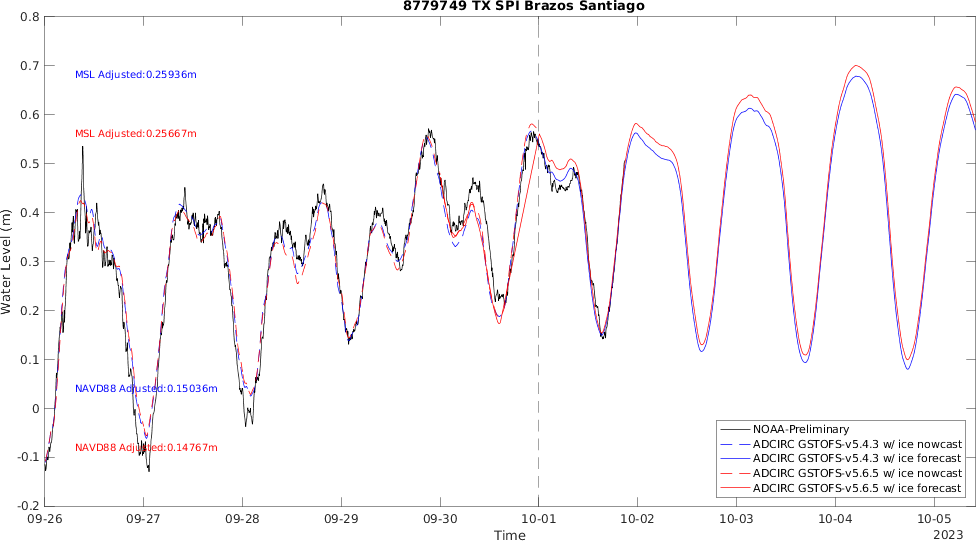 8779749 TX SPI Brazos Santiago
0.8
0.7
0.6
0.5
0.4
0.3
0.2
0.1
0
-0.1
-0.2
Water Level (m)
MSL Adjusted:0.25936m
MSL Adjusted:0.25667m
NAVD88 Adjusted:0.15036m
NAVD88 Adjusted:0.14767m
NOAA-Preliminary
ADCIRC GSTOFS-v5.4.3 w/ ice nowcast
ADCIRC GSTOFS-v5.4.3 w/ ice forecast
ADCIRC GSTOFS-v5.6.5 w/ ice nowcast
ADCIRC GSTOFS-v5.6.5 w/ ice forecast
09-26 09-27 09-28 09-29 09-30 10-01 10-02 10-03 10-04 10-05
Time
2023